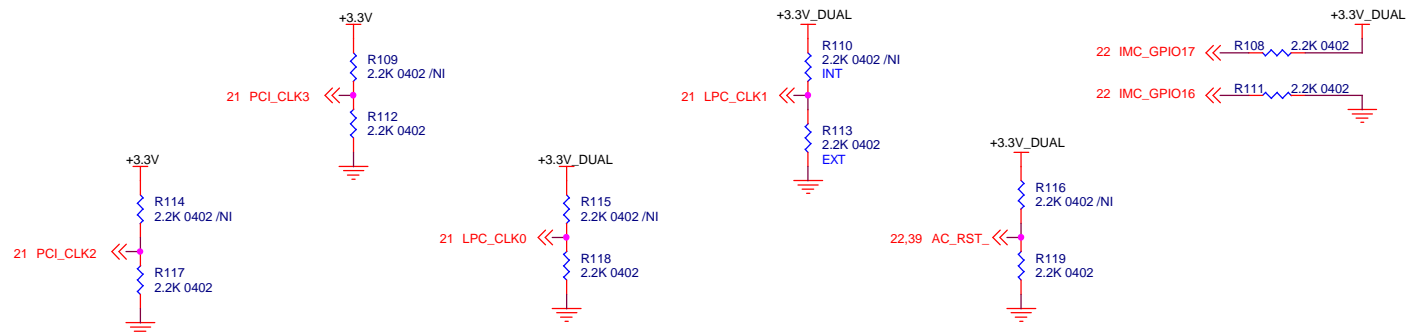 +3.3V
R109
2.2K 0402 /NI
21 PCI_CLK3
R112
2.2K 0402
+3.3V_DUAL
R110
2.2K 0402 /NI
INT
21 LPC_CLK1
R113
2.2K 0402
EXT
+3.3V_DUAL
22 IMC_GPIO17
R108
2.2K 0402
22 IMC_GPIO16
R111
2.2K 0402
+3.3V
R114
2.2K 0402 /NI
21 PCI_CLK2
R117
2.2K 0402
+3.3V_DUAL
R115
2.2K 0402 /NI
21 LPC_CLK0
R118
2.2K 0402
+3.3V_DUAL
R116
2.2K 0402 /NI
22,39 AC_RST_
R119
2.2K 0402